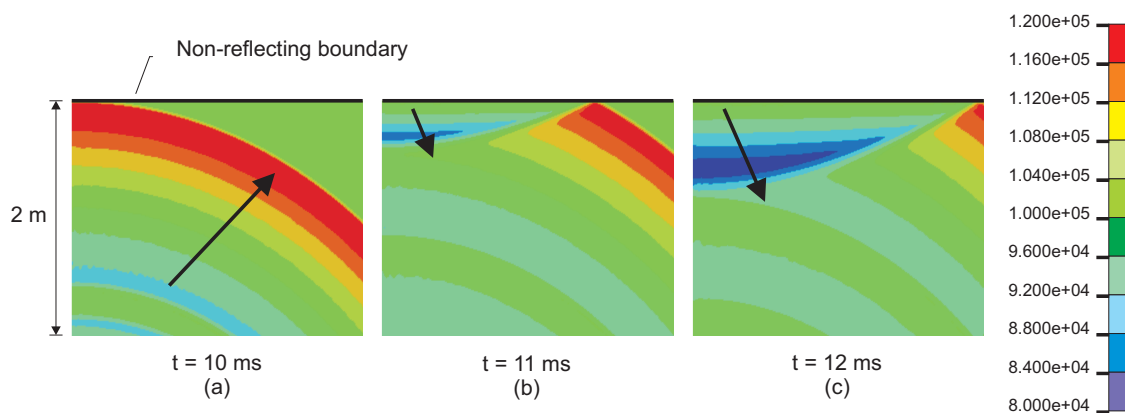 Non-reflecting boundary
2 m
t = 10 ms
(a)
t = 11 ms
(b)
t = 12 ms
(c)
1.200e+05
1.160e+05
1.120e+05
1.080e+05
1.040e+05
1.000e+05
9.600e+04
9.200e+04
8.800e+04
8.400e+04
8.000e+04